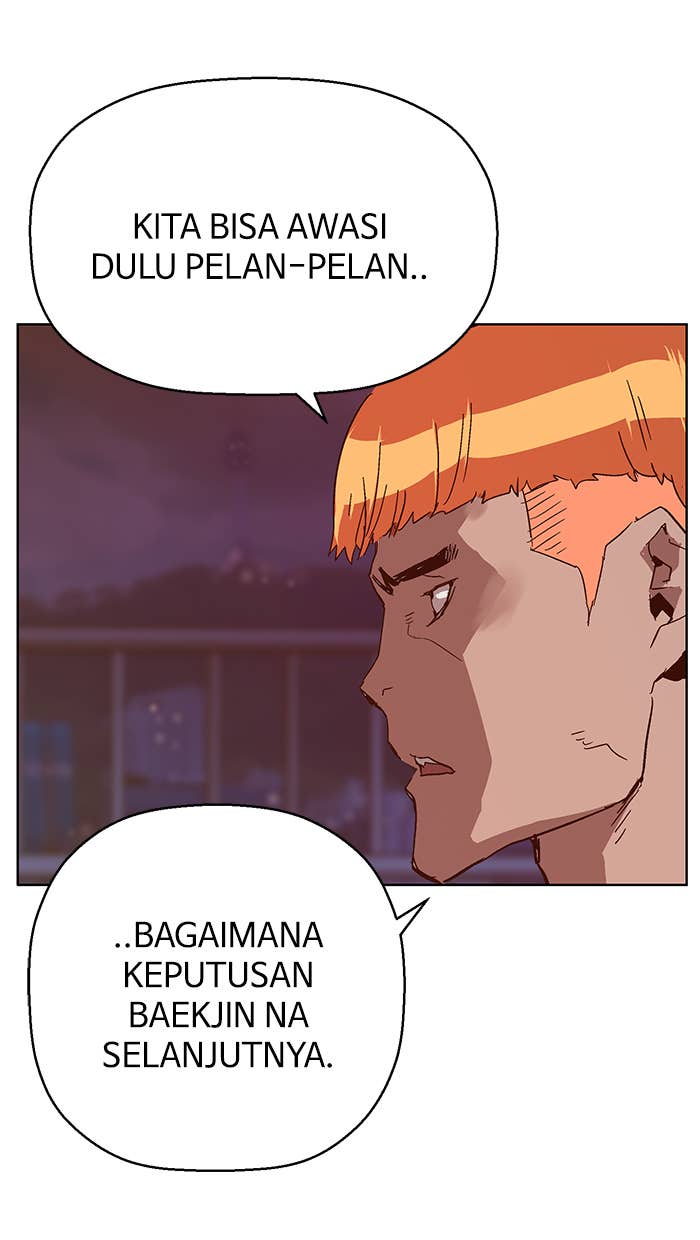 KITA BISA AWASI
DULU PELAN-PELAN..
..BAGAIMANA
KEPUTUSAN
BAEKJIN NA
SELANJUTNYA.